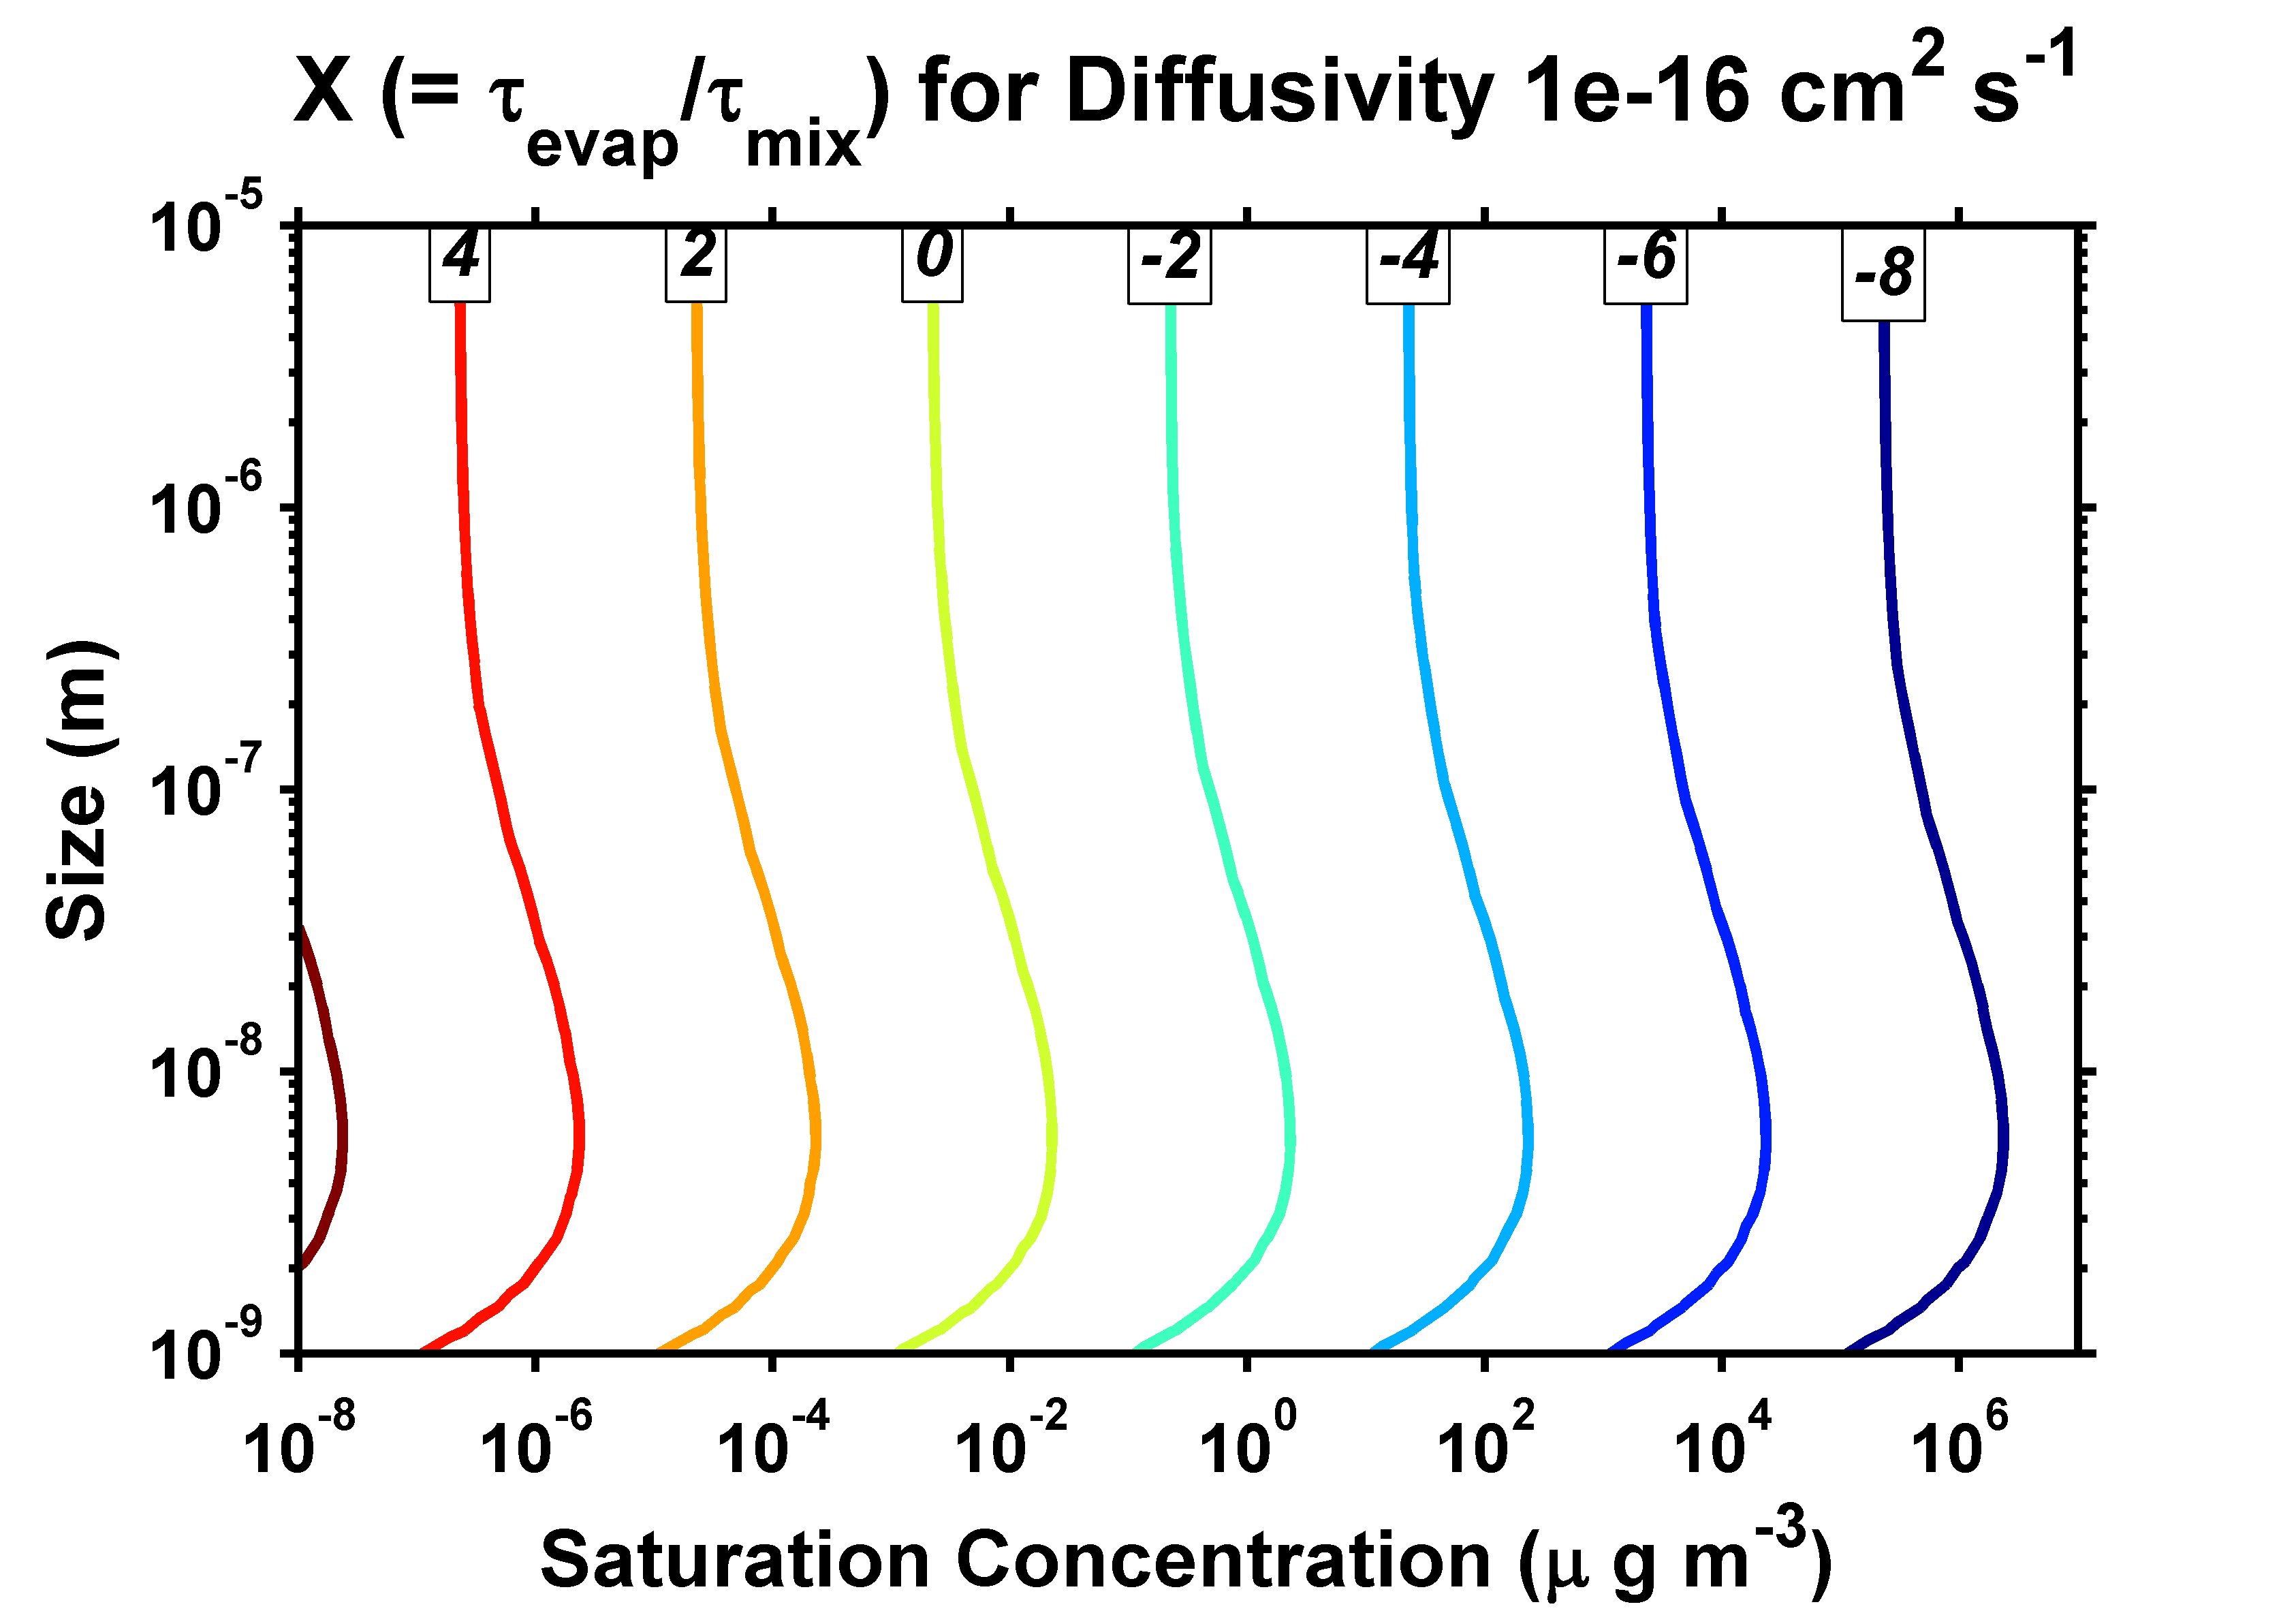 X (= τevap/τmix) for Diffusivity 1e-16 cm² s⁻¹
10⁻⁵
4 2 0 -2 -4 -6 -8
10⁻⁶
10⁻⁷
10⁻⁸
10⁻⁹
Size (m)
10⁻⁸ 10⁻⁶ 10⁻⁴ 10⁻² 10⁰ 10² 10⁴ 10⁶
Saturation Concentration (μ g m⁻³)